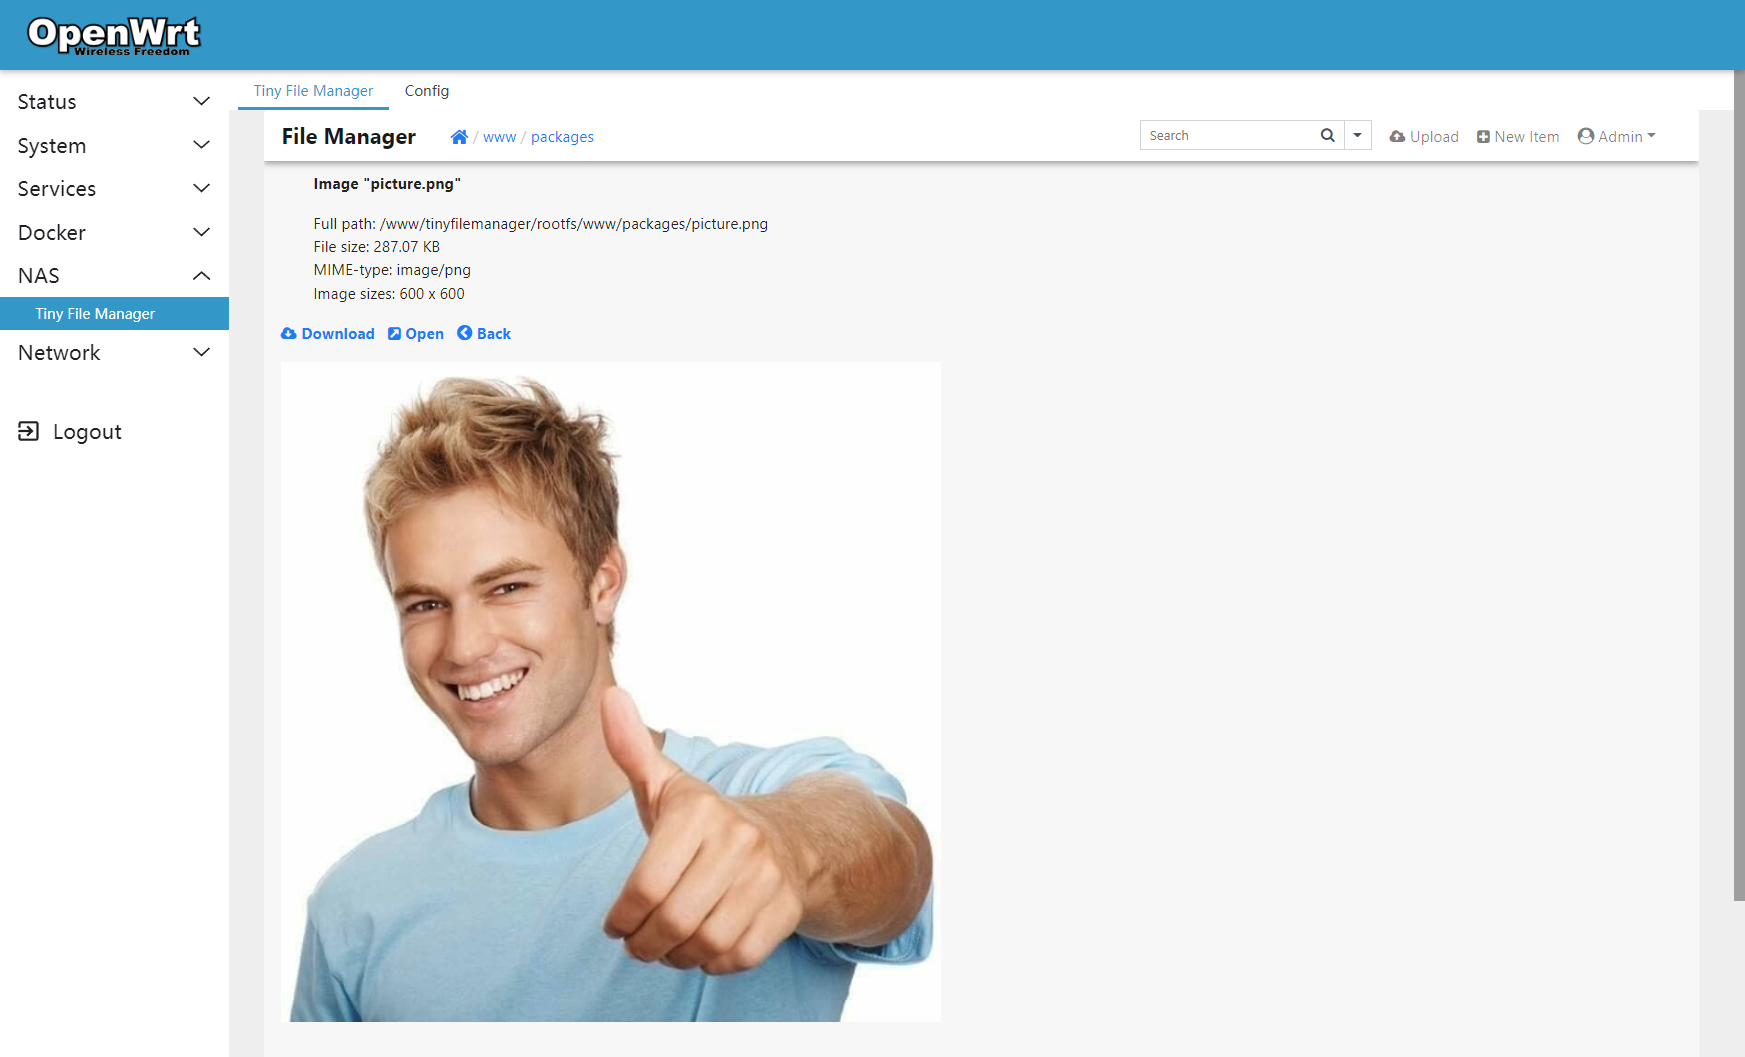 OpenWrt
Wireless Freedom
Status
System
Services
Docker
NAS
Tiny File Manager
Network
Logout
Tiny File Manager Config
File Manager / www / packages Search Upload New Item Admin
Image "picture.png"
Full path: /www/tinyfilemanager/rootfs/www/packages/picture.png
File size: 287.07 KB
MIME-type: image/png
Image sizes: 600 x 600
Download Open Back